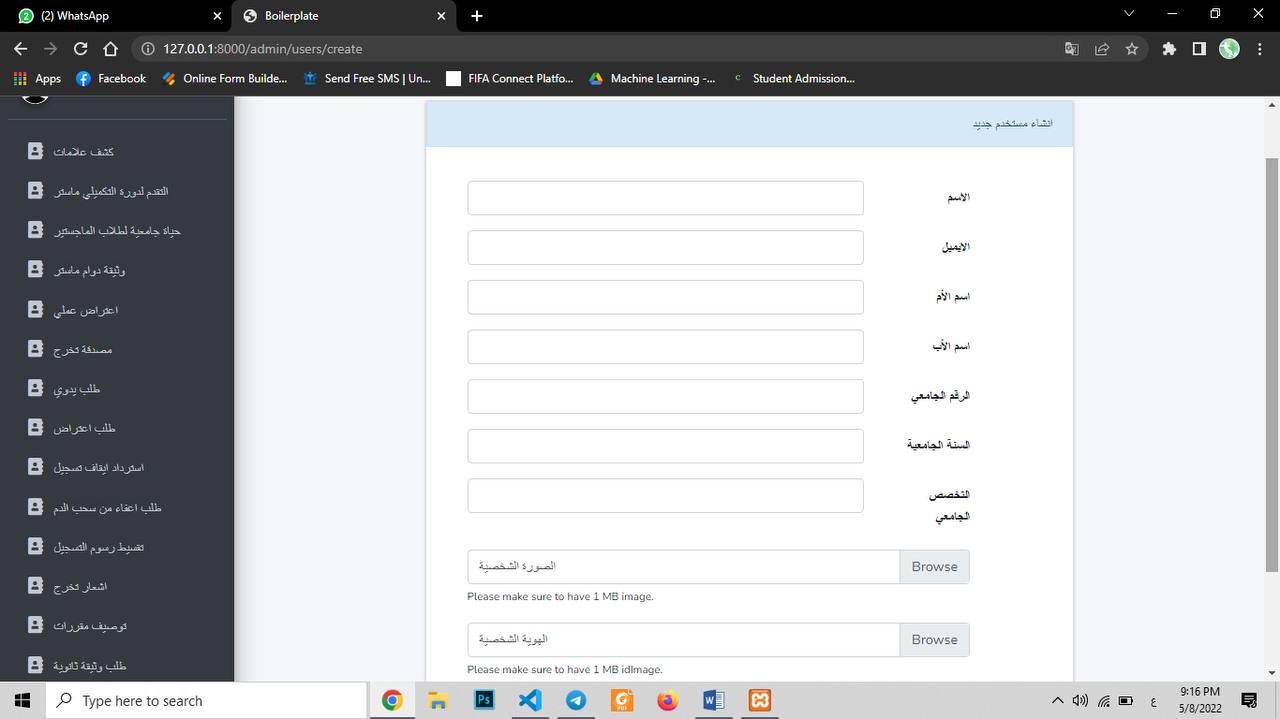 (2) WhatsApp
Boilerplate
127.0.0.1:8000/admin/users/create
Apps
Facebook
Online Form Builde...
Send Free SMS | Un...
FIFA Connect Platfo...
Machine Learning -...
Student Admission...
كشف علامات
التقدم لدورة التكميلي ماستر
حياة جامعية لطلاب الماجستير
وثيقة دوام ماستر
اعتراض عملي
مصدقة تخرج
طلب يدوي
طلب اعتراض
استرداد ايقاف تسجيل
طلب اعفاء من سحب الدم
تقسيط رسوم التسجيل
اشعار تخرج
توصيف مقررات
طلب وثيقة ثانوية
انشاء مستخدم جديد
الاسم
الايميل
اسم الأم
اسم الأب
الرقم الجامعي
السنة الجامعية
التخصص
الجامعي
الصورة الشخصية
Browse
Please make sure to have 1 MB image.
الهوية الشخصية
Browse
Please make sure to have 1 MB idImage.
Type here to search
Ps
PDF
W
ع
9:16 PM
5/8/2022